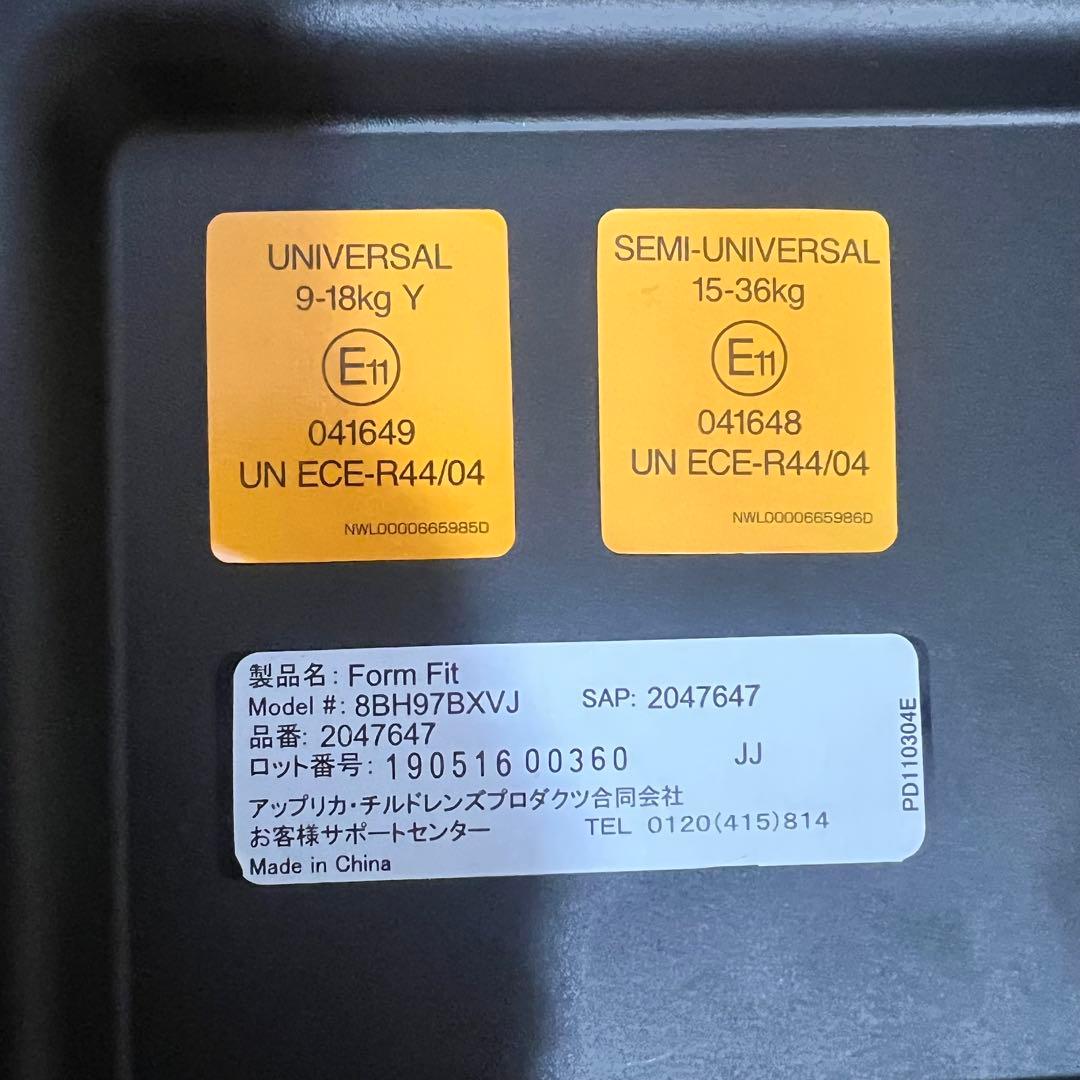 UNIVERSAL
9-18kg Y
E11
041649
UN ECE-R44/04
NWL0000665985D
SEMI-UNIVERSAL
15-36kg
E11
041648
UN ECE-R44/04
NWL0000665986D
製品名: Form Fit
Model #: 8BH97BXVJ SAP: 2047647
品番: 2047647
ロット番号: 190516 00360 JJ
アップリカ・チルドレンズプロダクツ合同会社
お客様サポートセンター TEL 0120(415)814
Made in China
PD110304E